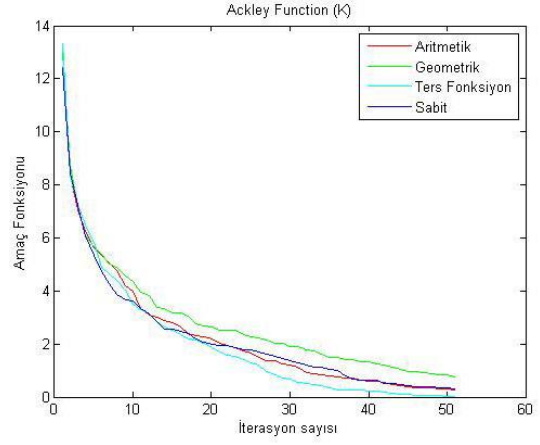 Ackley Function (K)
14
12
10
8
6
4
2
0
Amaç Fonksiyonu
Aritmetik
Geometrik
Ters Fonksiyon
Sabit
0 10 20 30 40 50 60
İterasyon sayısı